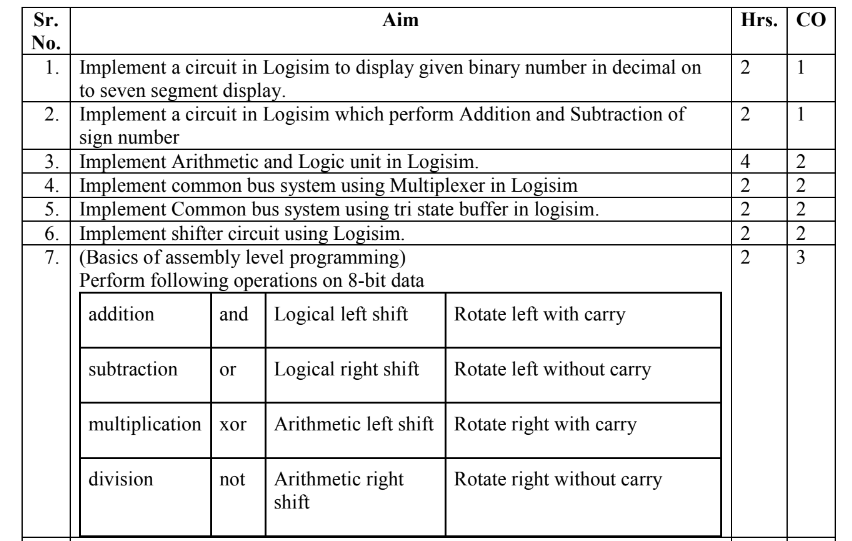 Sr. No. Aim Hrs. CO
1. Implement a circuit in Logisim to display given binary number in decimal on 2 1
to seven segment display.
2. Implement a circuit in Logisim which perform Addition and Subtraction of 2 1
sign number
3. Implement Arithmetic and Logic unit in Logisim. 4 2
4. Implement common bus system using Multiplexer in Logisim 2 2
5. Implement Common bus system using tri state buffer in logisim. 2 2
6. Implement shifter circuit using Logisim. 2 2
7. (Basics of assembly level programming) 2 3
Perform following operations on 8-bit data
addition and Logical left shift Rotate left with carry
subtraction or Logical right shift Rotate left without carry
multiplication xor Arithmetic left shift Rotate right with carry
division not Arithmetic right shift Rotate right without carry